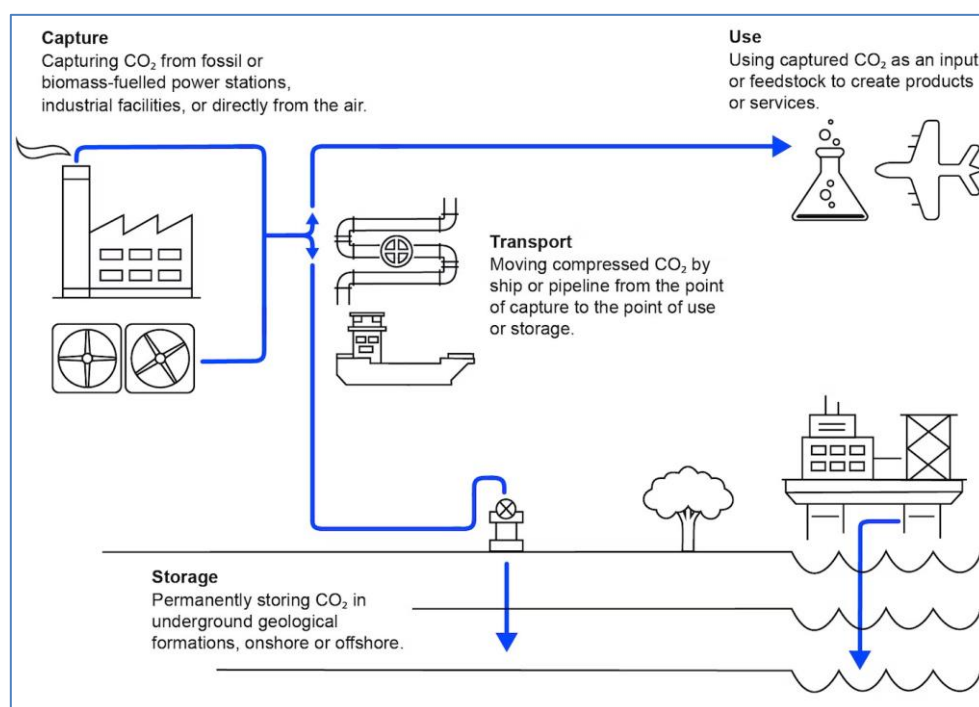 Capture
Capturing CO₂ from fossil or
biomass-fuelled power stations,
industrial facilities, or directly from the air.
Use
Using captured CO₂ as an input
or feedstock to create products
or services.
Transport
Moving compressed CO₂ by
ship or pipeline from the point
of capture to the point of use
or storage.
Storage
Permanently storing CO₂ in
underground geological
formations, onshore or offshore.